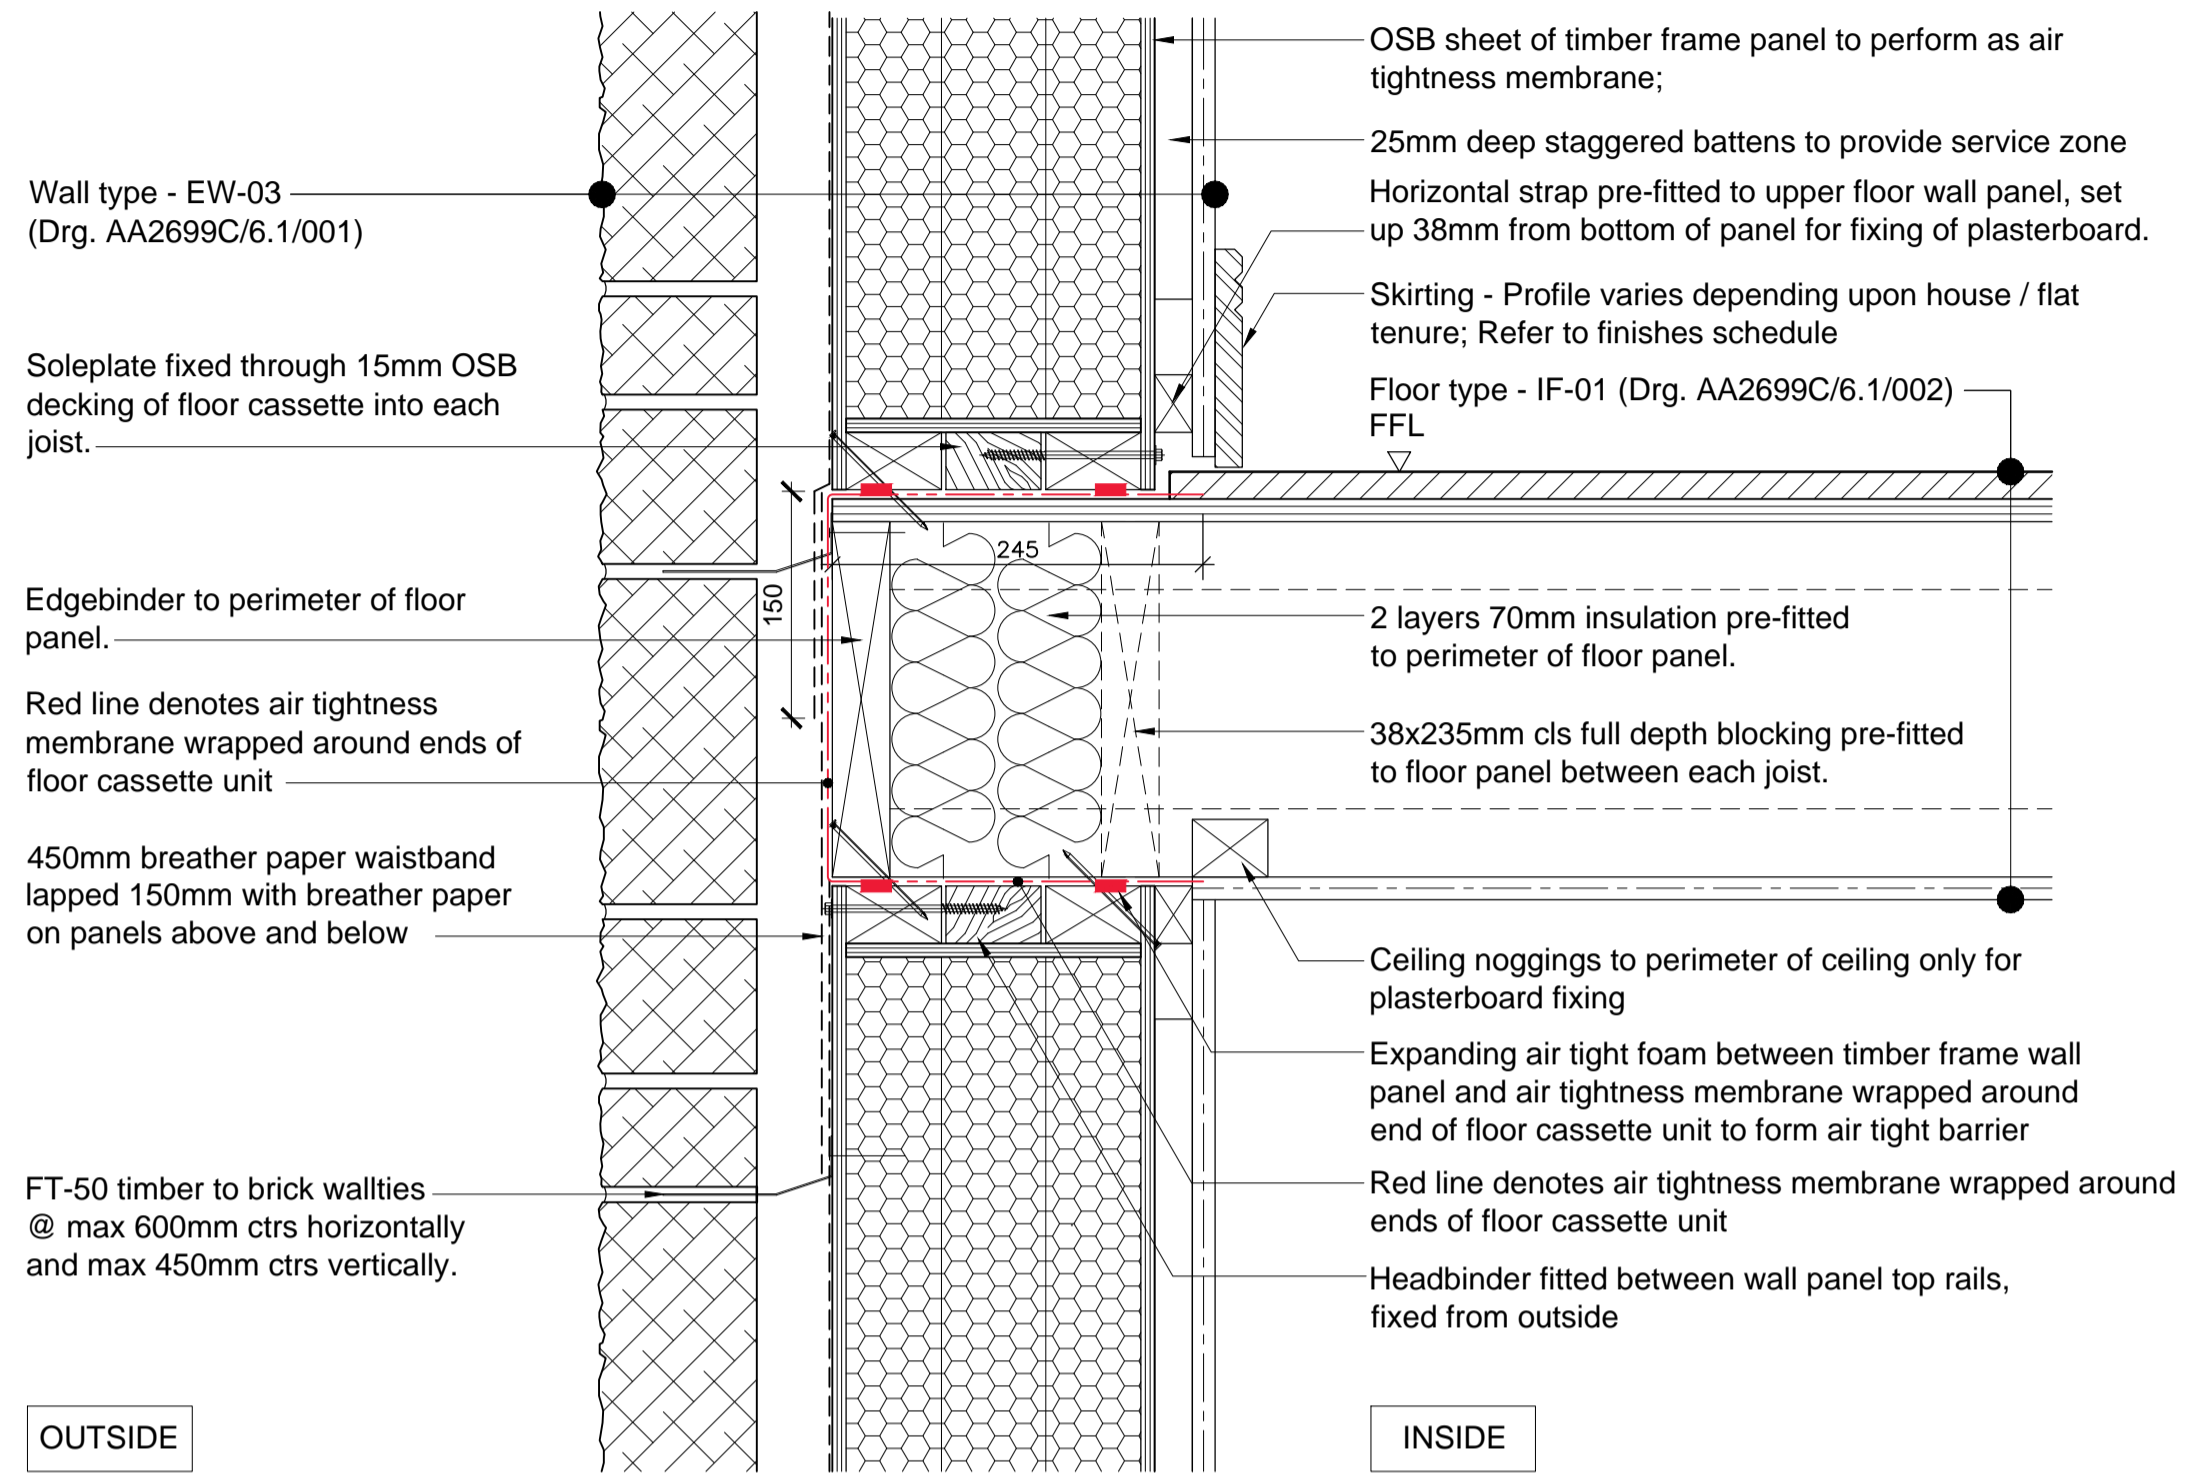 Wall type - EW-03
(Drg. AA2699C/6.1/001)
Soleplate fixed through 15mm OSB
decking of floor cassette into each
joist.
Edgebinder to perimeter of floor
panel.
Red line denotes air tightness
membrane wrapped around ends of
floor cassette unit
450mm breather paper waistband
lapped 150mm with breather paper
on panels above and below
FT-50 timber to brick wallties
@ max 600mm ctrs horizontally
and max 450mm ctrs vertically.
OUTSIDE
150
245
OSB sheet of timber frame panel to perform as air
tightness membrane;
25mm deep staggered battens to provide service zone
Horizontal strap pre-fitted to upper floor wall panel, set
up 38mm from bottom of panel for fixing of plasterboard.
Skirting - Profile varies depending upon house / flat
tenure; Refer to finishes schedule
Floor type - IF-01 (Drg. AA2699C/6.1/002)
FFL
2 layers 70mm insulation pre-fitted
to perimeter of floor panel.
38x235mm cls full depth blocking pre-fitted
to floor panel between each joist.
Ceiling noggings to perimeter of ceiling only for
plasterboard fixing
Expanding air tight foam between timber frame wall
panel and air tightness membrane wrapped around
end of floor cassette unit to form air tight barrier
Red line denotes air tightness membrane wrapped around
ends of floor cassette unit
Headbinder fitted between wall panel top rails,
fixed from outside
INSIDE